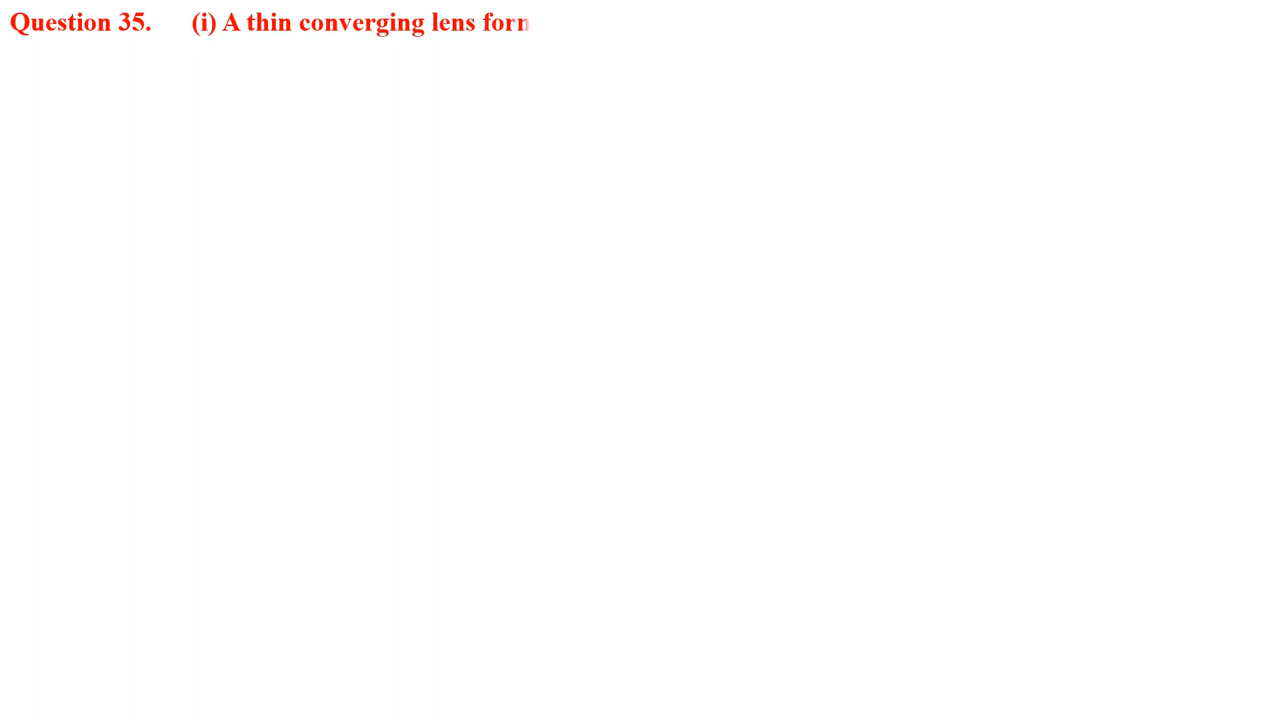 Question 35. (i) A thin converging lens